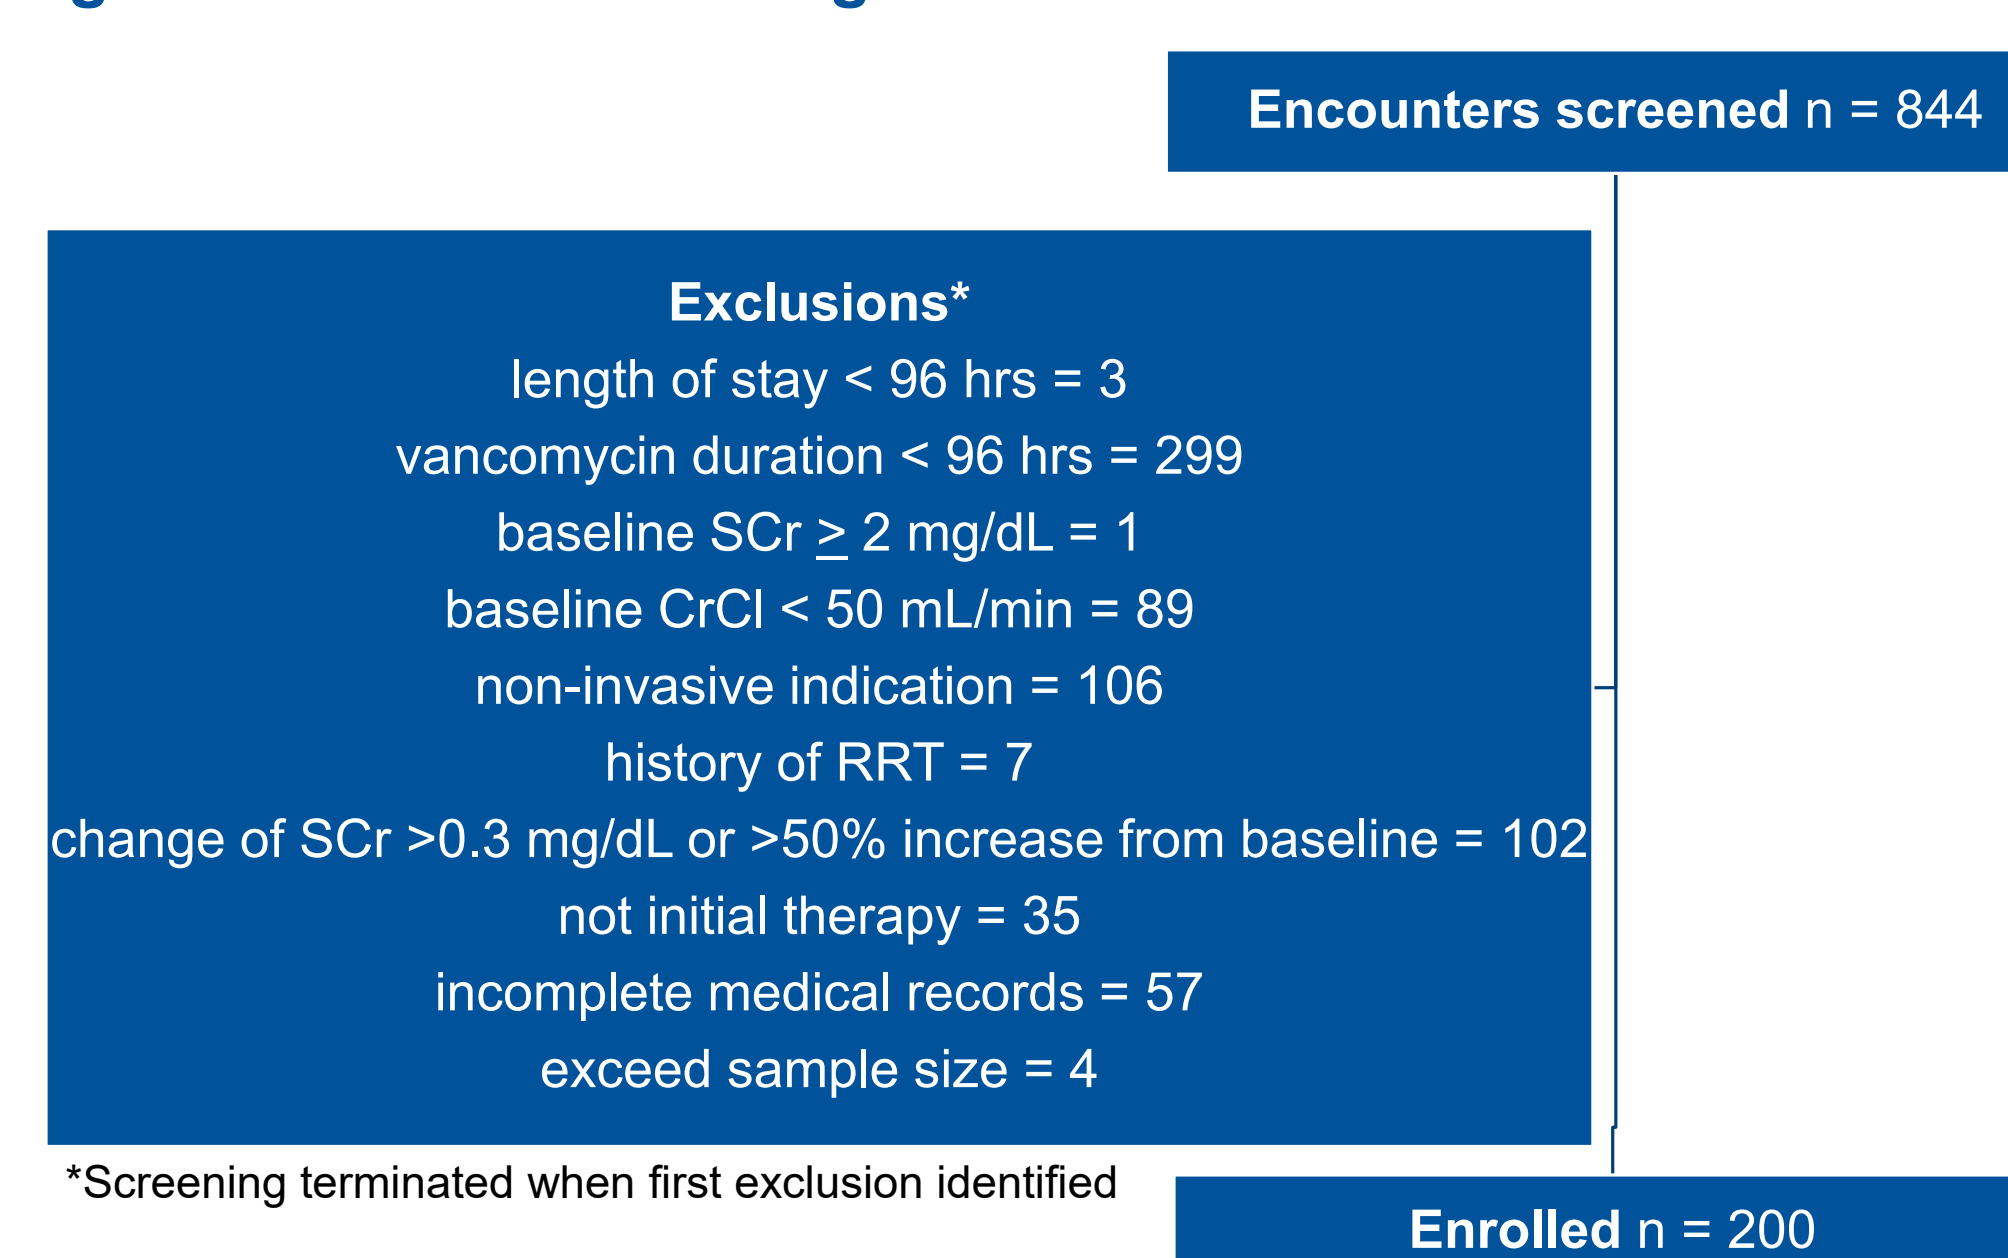 Encounters screened n = 844
Exclusions*
length of stay < 96 hrs = 3
vancomycin duration < 96 hrs = 299
baseline SCr ≥ 2 mg/dL = 1
baseline CrCl < 50 mL/min = 89
non-invasive indication = 106
history of RRT = 7
change of SCr >0.3 mg/dL or >50% increase from baseline = 102
not initial therapy = 35
incomplete medical records = 57
exceed sample size = 4
*Screening terminated when first exclusion identified
Enrolled n = 200